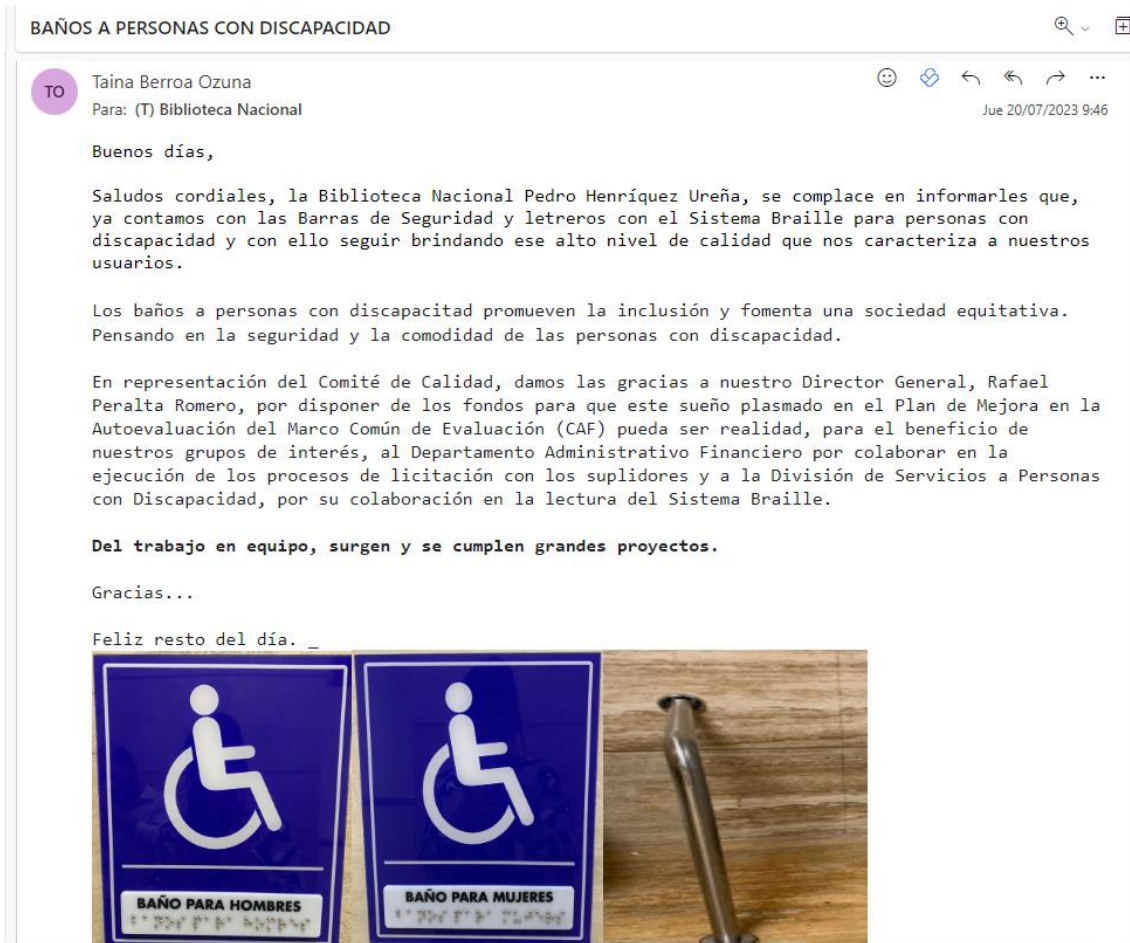 BAÑOS A PERSONAS CON DISCAPACIDAD
TO
Taina Berroa Ozuna
Para: (T) Biblioteca Nacional
Jue 20/07/2023 9:46
Buenos días,
Saludos cordiales, la Biblioteca Nacional Pedro Henríquez Ureña, se complace en informarles que,
ya contamos con las Barras de Seguridad y letreros con el Sistema Braille para personas con
discapacidad y con ello seguir brindando ese alto nivel de calidad que nos caracteriza a nuestros
usuarios.
Los baños a personas con discapacitad promueven la inclusión y fomenta una sociedad equitativa.
Pensando en la seguridad y la comodidad de las personas con discapacidad.
En representación del Comité de Calidad, damos las gracias a nuestro Director General, Rafael
Peralta Romero, por disponer de los fondos para que este sueño plasmado en el Plan de Mejora en la
Autoevaluación del Marco Común de Evaluación (CAF) pueda ser realidad, para el beneficio de
nuestros grupos de interés, al Departamento Administrativo Financiero por colaborar en la
ejecución de los procesos de licitación con los suplidores y a la División de Servicios a Personas
con Discapacidad, por su colaboración en la lectura del Sistema Braille.
Del trabajo en equipo, surgen y se cumplen grandes proyectos.
Gracias...
Feliz resto del día. _
BAÑO PARA HOMBRES
BAÑO PARA MUJERES